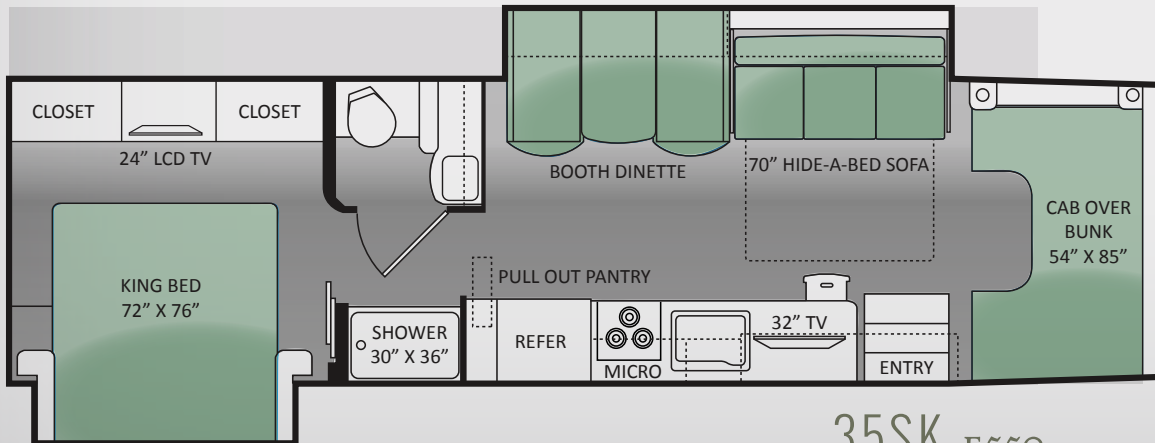 CLOSET
CLOSET
24” LCD TV
BOOTH DINETTE
70” HIDE-A-BED SOFA
CAB OVER
BUNK
54” X 85”
KING BED
72” X 76”
PULL OUT PANTRY
SHOWER
30” X 36”
REFER
MICRO
32” TV
ENTRY
35SK F550